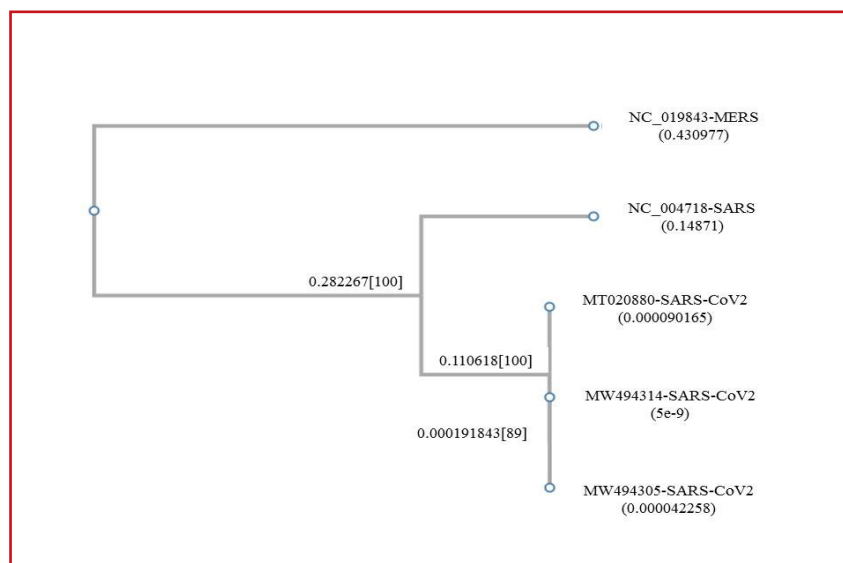 NC_019843-MERS
(0.430977)
NC_004718-SARS
(0.14871)
0.282267[100]
MT020880-SARS-CoV2
(0.000090165)
0.110618[100]
MW494314-SARS-CoV2
(5e-9)
0.000191843[89]
MW494305-SARS-CoV2
(0.000042258)